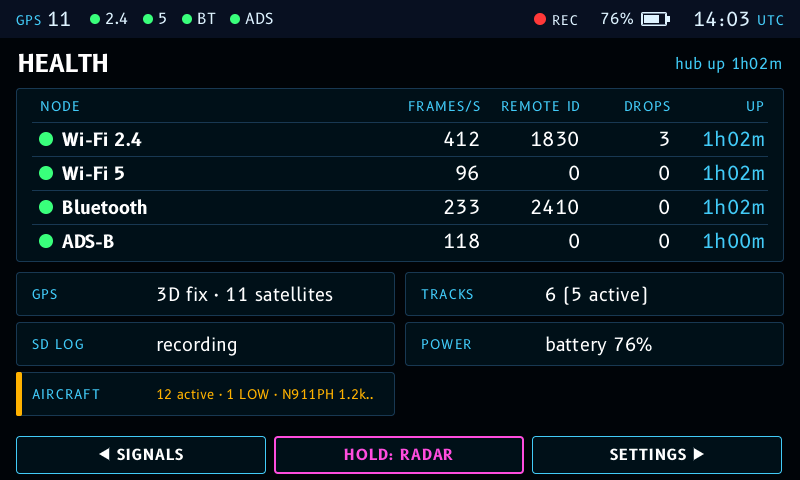 GPS 11 2.4 5 BT ADS REC 76% 14:03 UTC
HEALTH hub up 1h02m
NODE FRAMES/S REMOTE ID DROPS UP
Wi-Fi 2.4 412 1830 3 1h02m
Wi-Fi 5 96 0 0 1h02m
Bluetooth 233 2410 0 1h02m
ADS-B 118 0 0 1h00m
GPS 3D fix · 11 satellites TRACKS 6 (5 active)
SD LOG recording POWER battery 76%
AIRCRAFT 12 active · 1 LOW · N911PH 1.2k..
◀ SIGNALS HOLD: RADAR SETTINGS ▶